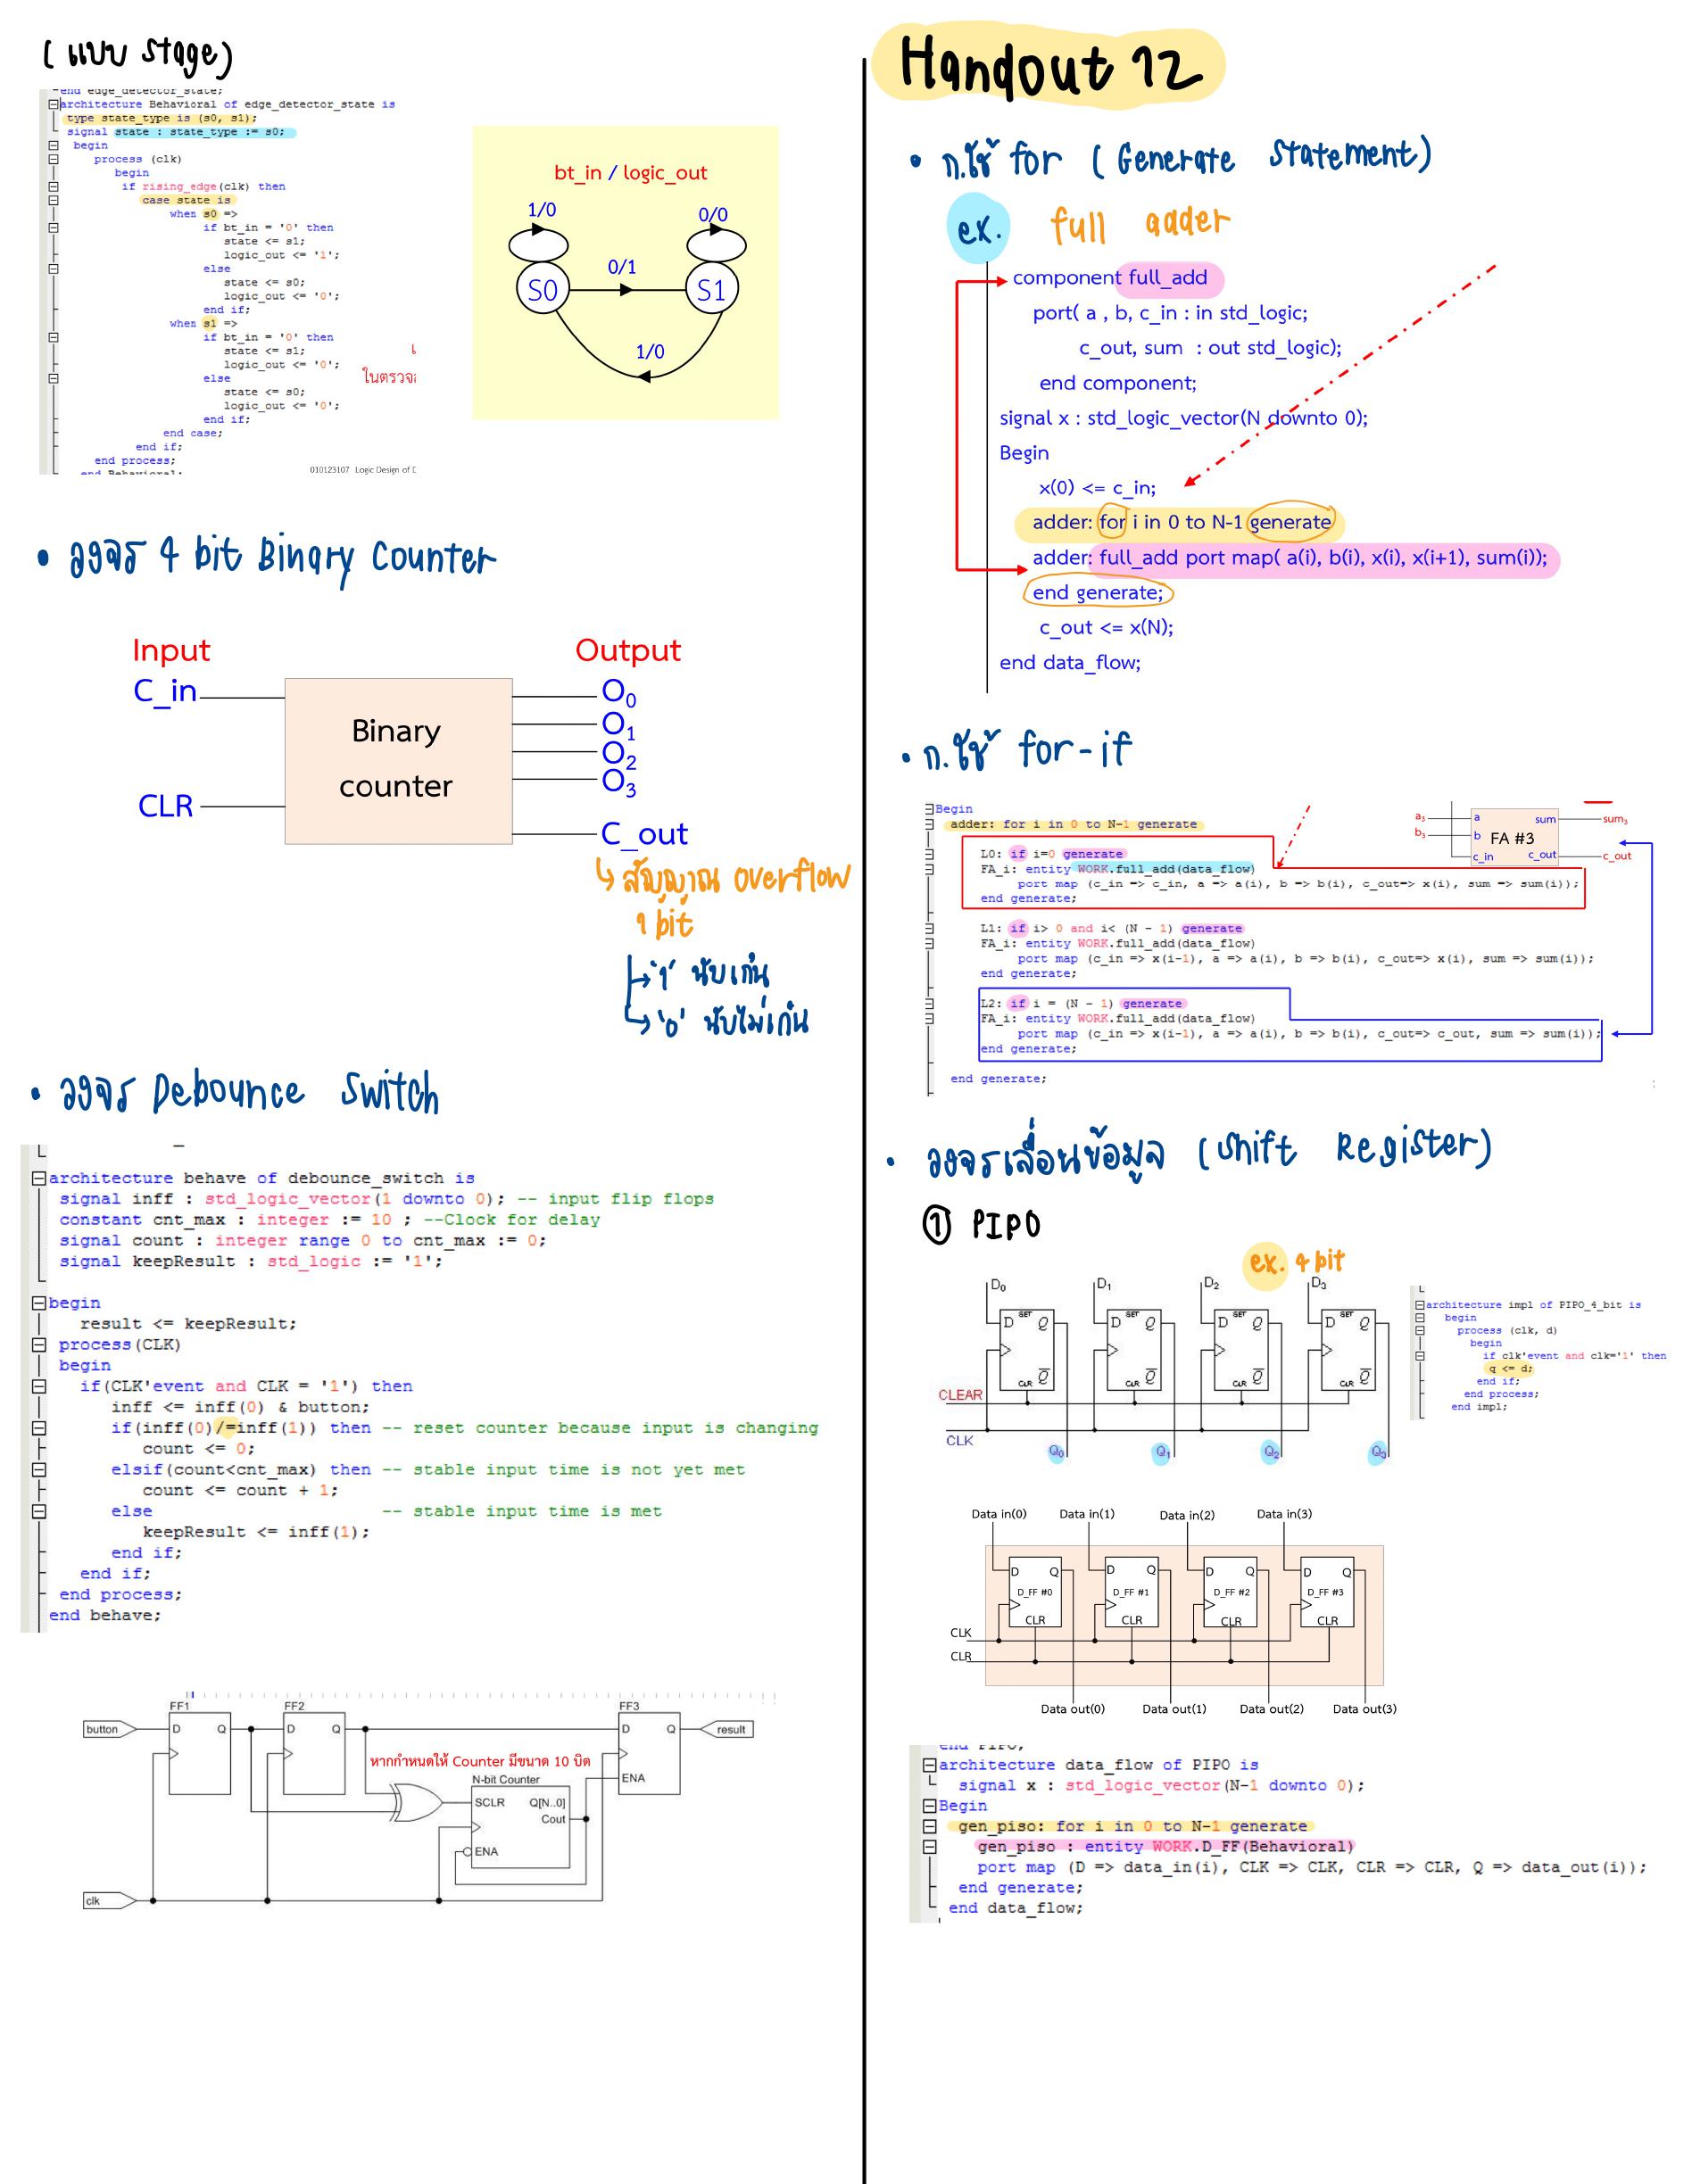 (แบบ Stage)
end edge_detector_state;
architecture Behavioral of edge_detector_state is
type state_type is (s0, s1);
signal state : state_type := s0;
begin
process (clk)
begin
if rising_edge(clk) then
case state is
when s0 =>
if bt_in = '0' then
state <= s1;
logic_out <= '1';
else
state <= s0;
logic_out <= '0';
end if;
when s1 =>
if bt_in = '0' then
state <= s1;
logic_out <= '0';
else
state <= s0;
logic_out <= '0';
end if;
end case;
end if;
end process;
end Behavioral;
ในตรวจ
010123107 Logic Design of D
bt_in / logic_out
1/0
0/0
S0
0/1
S1
1/0
• วงจร 4 bit Binary Counter
Input
Output
C_in
CLR
Binary
counter
O0
O1
O2
O3
C_out
สัญญาณ overflow
1 bit
'1' นับเกิน
'0' นับไม่เกิน
• วงจร Debounce Switch
architecture behave of debounce_switch is
signal inff : std_logic_vector(1 downto 0); -- input flip flops
constant cnt_max : integer := 10 ; --Clock for delay
signal count : integer range 0 to cnt_max := 0;
signal keepResult : std_logic := '1';
begin
result <= keepResult;
process(CLK)
begin
if(CLK'event and CLK = '1') then
inff <= inff(0) & button;
if(inff(0)/=inff(1)) then -- reset counter because input is changing
count <= 0;
elsif(count<cnt_max) then -- stable input time is not yet met
count <= count + 1;
else -- stable input time is met
keepResult <= inff(1);
end if;
end if;
end process;
end behave;
FF1
FF2
FF3
button
D Q
D Q
D Q
result
หากกำหนดให้ Counter มีขนาด 10 บิต
N-bit Counter
ENA
SCLR Q[N..0]
Cout
ENA
clk
Handout 12
• ก.ใช้ for (Generate Statement)
ex. full adder
component full_add
port( a , b, c_in : in std_logic;
c_out, sum : out std_logic);
end component;
signal x : std_logic_vector(N downto 0);
Begin
x(0) <= c_in;
adder: for i in 0 to N-1 generate
adder: full_add port map( a(i), b(i), x(i), x(i+1), sum(i));
end generate;
c_out <= x(N);
end data_flow;
• ก.ใช้ for-if
Begin
adder: for i in 0 to N-1 generate
L0: if i=0 generate
FA_i: entity WORK.full_add(data_flow)
port map (c_in => c_in, a => a(i), b => b(i), c_out=> x(i), sum => sum(i));
end generate;
L1: if i> 0 and i< (N - 1) generate
FA_i: entity WORK.full_add(data_flow)
port map (c_in => x(i-1), a => a(i), b => b(i), c_out=> x(i), sum => sum(i));
end generate;
L2: if i = (N - 1) generate
FA_i: entity WORK.full_add(data_flow)
port map (c_in => x(i-1), a => a(i), b => b(i), c_out=> c_out, sum => sum(i));
end generate;
end generate;
a3 a sum sum3
b3 b FA #3
c_in c_out c_out
• วงจรเลื่อนข้อมูล (Shift Register)
① PIPO
ex. 4 bit
D0 D1 D2 D3
SET SET SET SET
D Q D Q D Q D Q
CLR Q CLR Q CLR Q CLR Q
CLEAR
CLK
Q0 Q1 Q2 Q3
architecture impl of PIPO_4_bit is
begin
process (clk, d)
begin
if clk'event and clk='1' then
q <= d;
end if;
end process;
end impl;
Data in(0) Data in(1) Data in(2) Data in(3)
D Q D Q D Q D Q
D_FF #0 D_FF #1 D_FF #2 D_FF #3
CLR CLR CLR CLR
CLK
CLR
Data out(0) Data out(1) Data out(2) Data out(3)
end PIPO;
architecture data_flow of PIPO is
signal x : std_logic_vector(N-1 downto 0);
Begin
gen_piso: for i in 0 to N-1 generate
gen_piso : entity WORK.D_FF(Behavioral)
port map (D => data_in(i), CLK => CLK, CLR => CLR, Q => data_out(i));
end generate;
end data_flow;